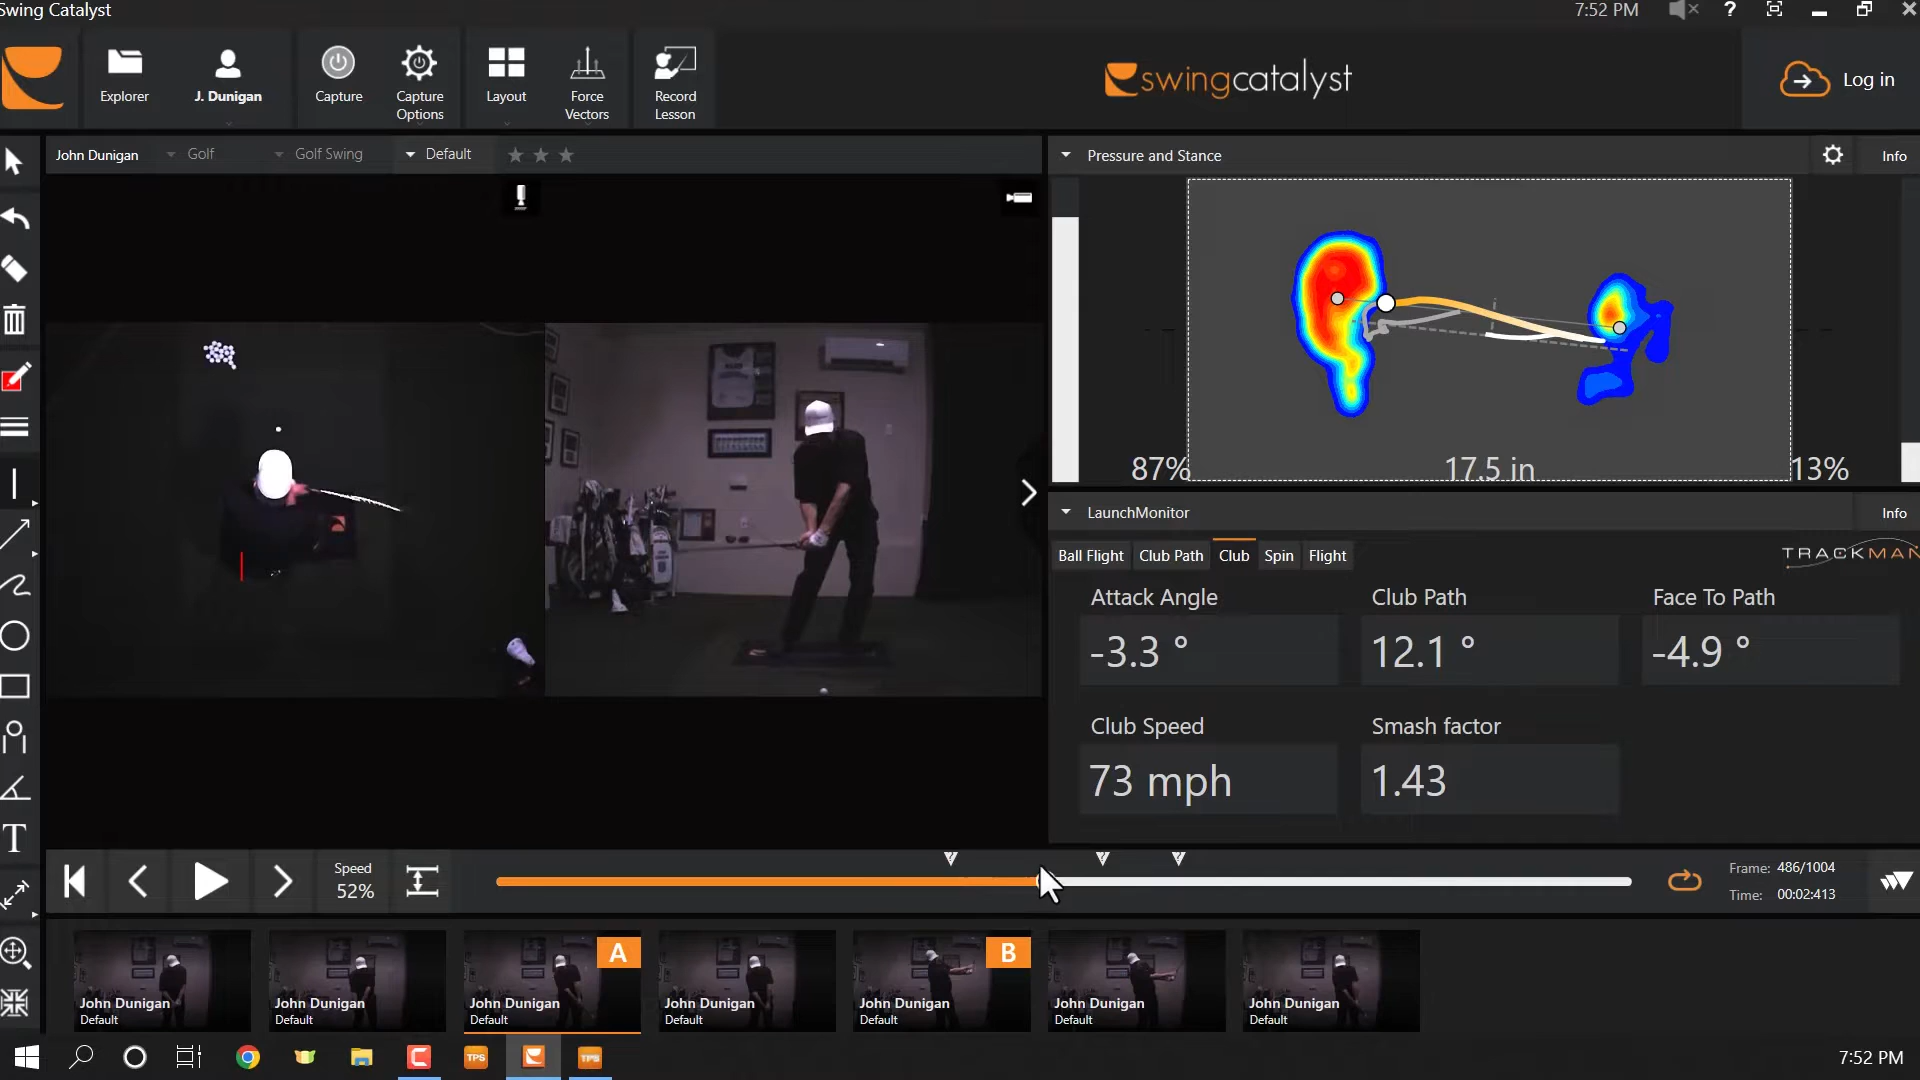 Swing Catalyst
7:52 PM
?
Explorer
J. Dunigan
Capture
Capture Options
Layout
Force Vectors
Record Lesson
swingcatalyst
Log in
John Dunigan
Golf
Golf Swing
Default
Pressure and Stance
Info
87%
17.5 in
13%
LaunchMonitor
Info
Ball Flight
Club Path
Club
Spin
Flight
TRACKMAN
Attack Angle
Club Path
Face To Path
-3.3 °
12.1 °
-4.9 °
Club Speed
Smash factor
73 mph
1.43
T
Speed
52%
Frame: 486/1004
Time: 00:02:413
John Dunigan
Default
John Dunigan
Default
A
John Dunigan
Default
John Dunigan
Default
B
John Dunigan
Default
John Dunigan
Default
John Dunigan
Default
TPS
TPS
7:52 PM